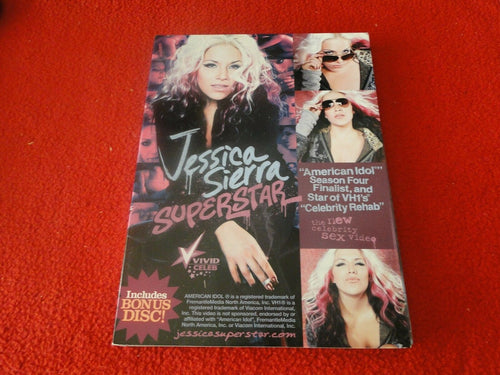 Jessica
Sierra
SUPERSTAR
"American Idol"
Season Four
Finalist, and
Star of VH1's
"Celebrity Rehab"
the new
celebrity
sex video
VIVID
CELEB
Includes
BONUS
DISC!
AMERICAN IDOL ® is a registered trademark of
FremantleMedia North America, Inc. VH1® is a
registered trademark of Viacom International,
Inc. This video is not sponsored, endorsed by or
affiliated with "American Idol", FremantleMedia
North America, Inc. or Viacom International, Inc.
jessicasuperstar.com